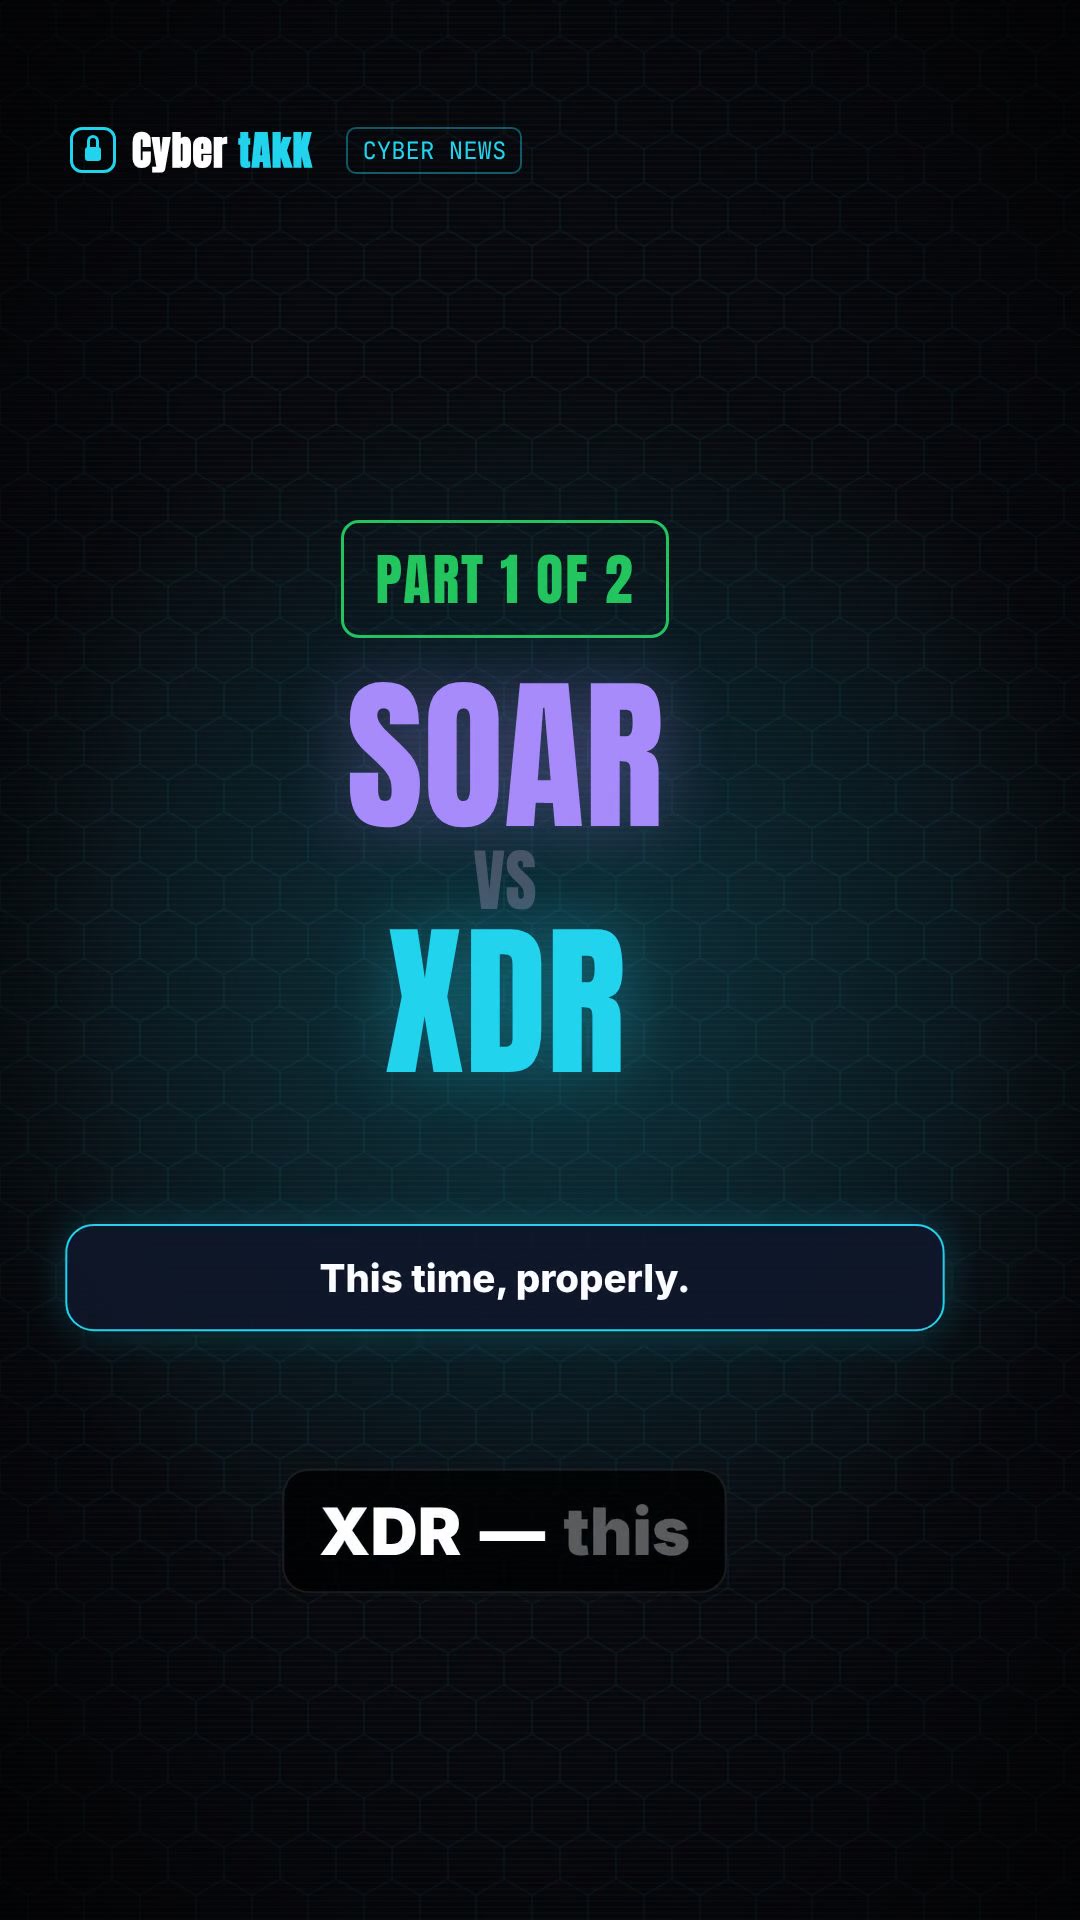 Cyber tAkK CYBER NEWS
PART 1 OF 2
SOAR
VS
XDR
This time, properly.
XDR — this